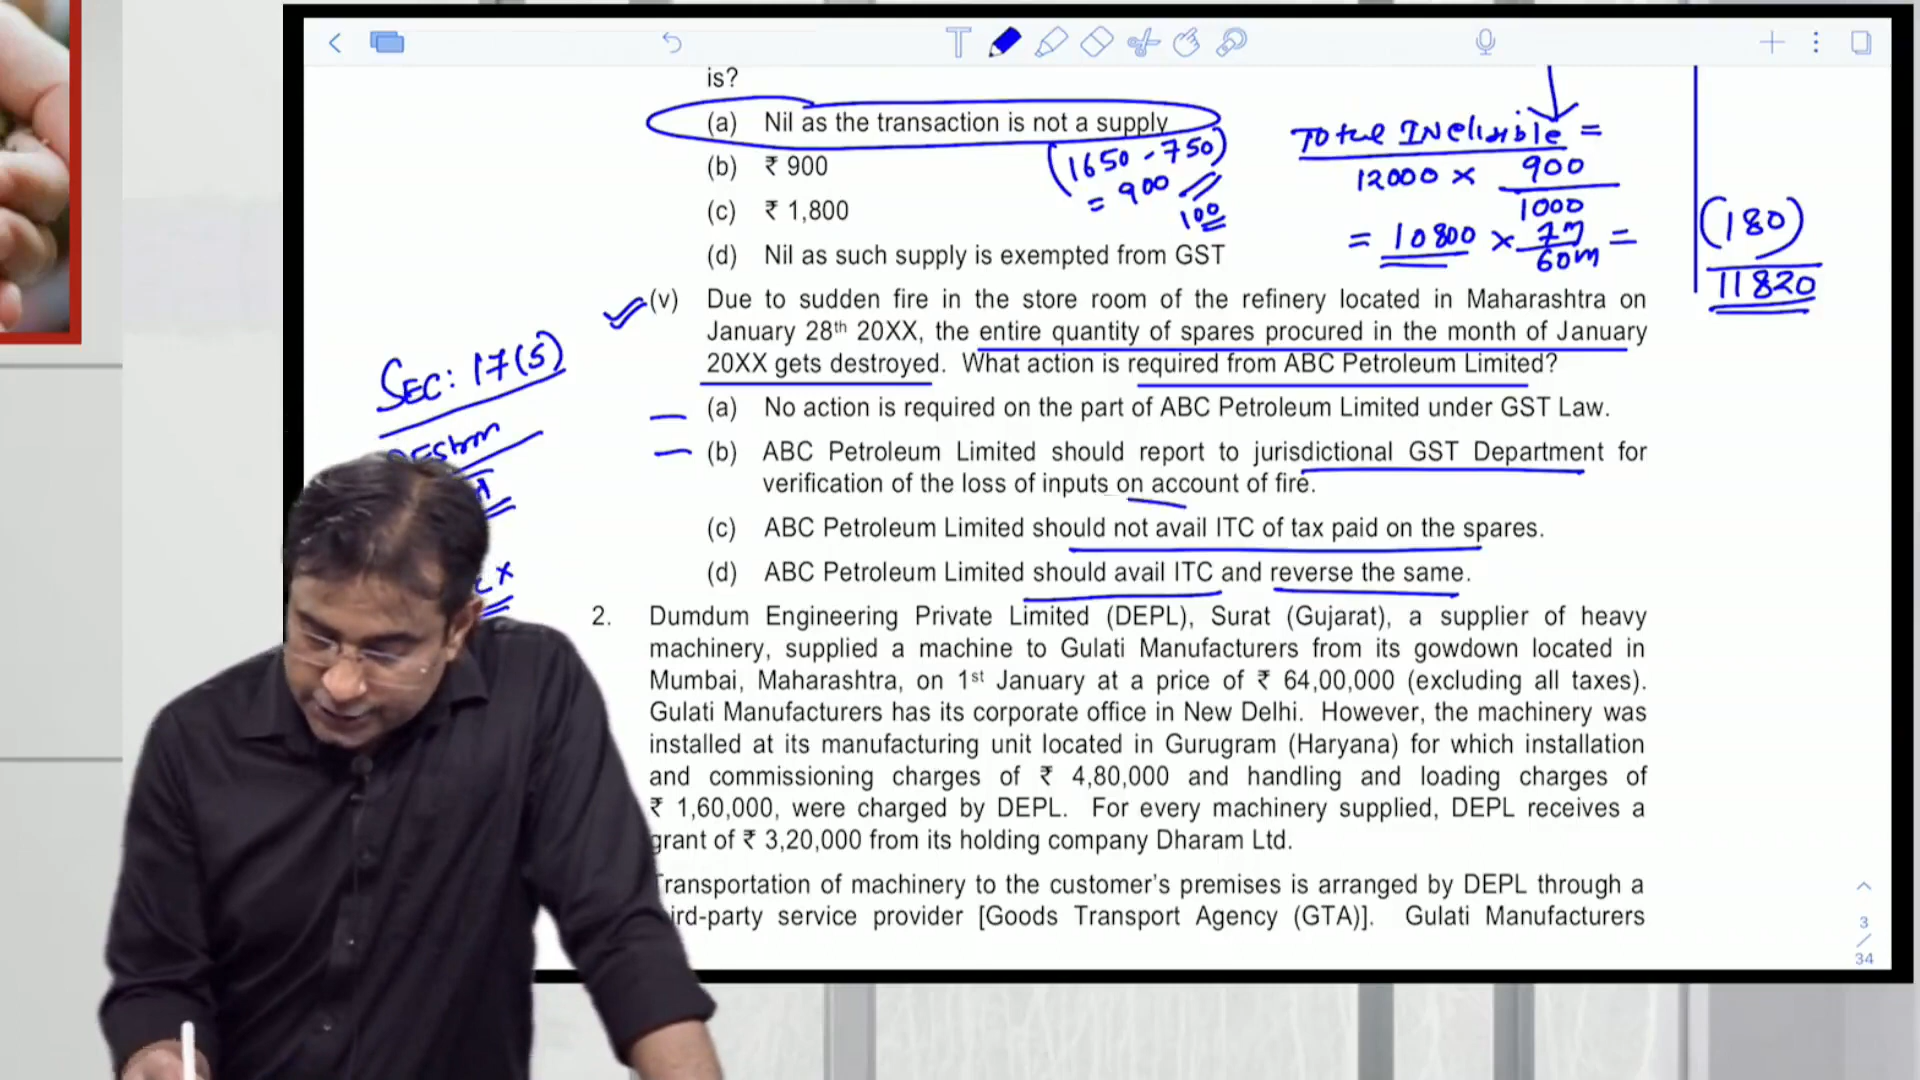 is?
(a) Nil as the transaction is not a supply
(b) ₹ 900
(1650 - 750)
= 900
100
(c) ₹ 1,800
(d) Nil as such supply is exempted from GST
Total INeligible =
12000 x 900
1000
= 10800 x 7m =
60m
(180)
11820
(v) Due to sudden fire in the store room of the refinery located in Maharashtra on
January 28th 20XX, the entire quantity of spares procured in the month of January
20XX gets destroyed. What action is required from ABC Petroleum Limited?
SEC: 17(5)
(a) No action is required on the part of ABC Petroleum Limited under GST Law.
(b) ABC Petroleum Limited should report to jurisdictional GST Department for
verification of the loss of inputs on account of fire.
(c) ABC Petroleum Limited should not avail ITC of tax paid on the spares.
(d) ABC Petroleum Limited should avail ITC and reverse the same.
2. Dumdum Engineering Private Limited (DEPL), Surat (Gujarat), a supplier of heavy
machinery, supplied a machine to Gulati Manufacturers from its gowdown located in
Mumbai, Maharashtra, on 1st January at a price of ₹ 64,00,000 (excluding all taxes).
Gulati Manufacturers has its corporate office in New Delhi. However, the machinery was
installed at its manufacturing unit located in Gurugram (Haryana) for which installation
and commissioning charges of ₹ 4,80,000 and handling and loading charges of
₹ 1,60,000, were charged by DEPL. For every machinery supplied, DEPL receives a
grant of ₹ 3,20,000 from its holding company Dharam Ltd.
Transportation of machinery to the customer's premises is arranged by DEPL through a
ird-party service provider [Goods Transport Agency (GTA)]. Gulati Manufacturers
3
/
34